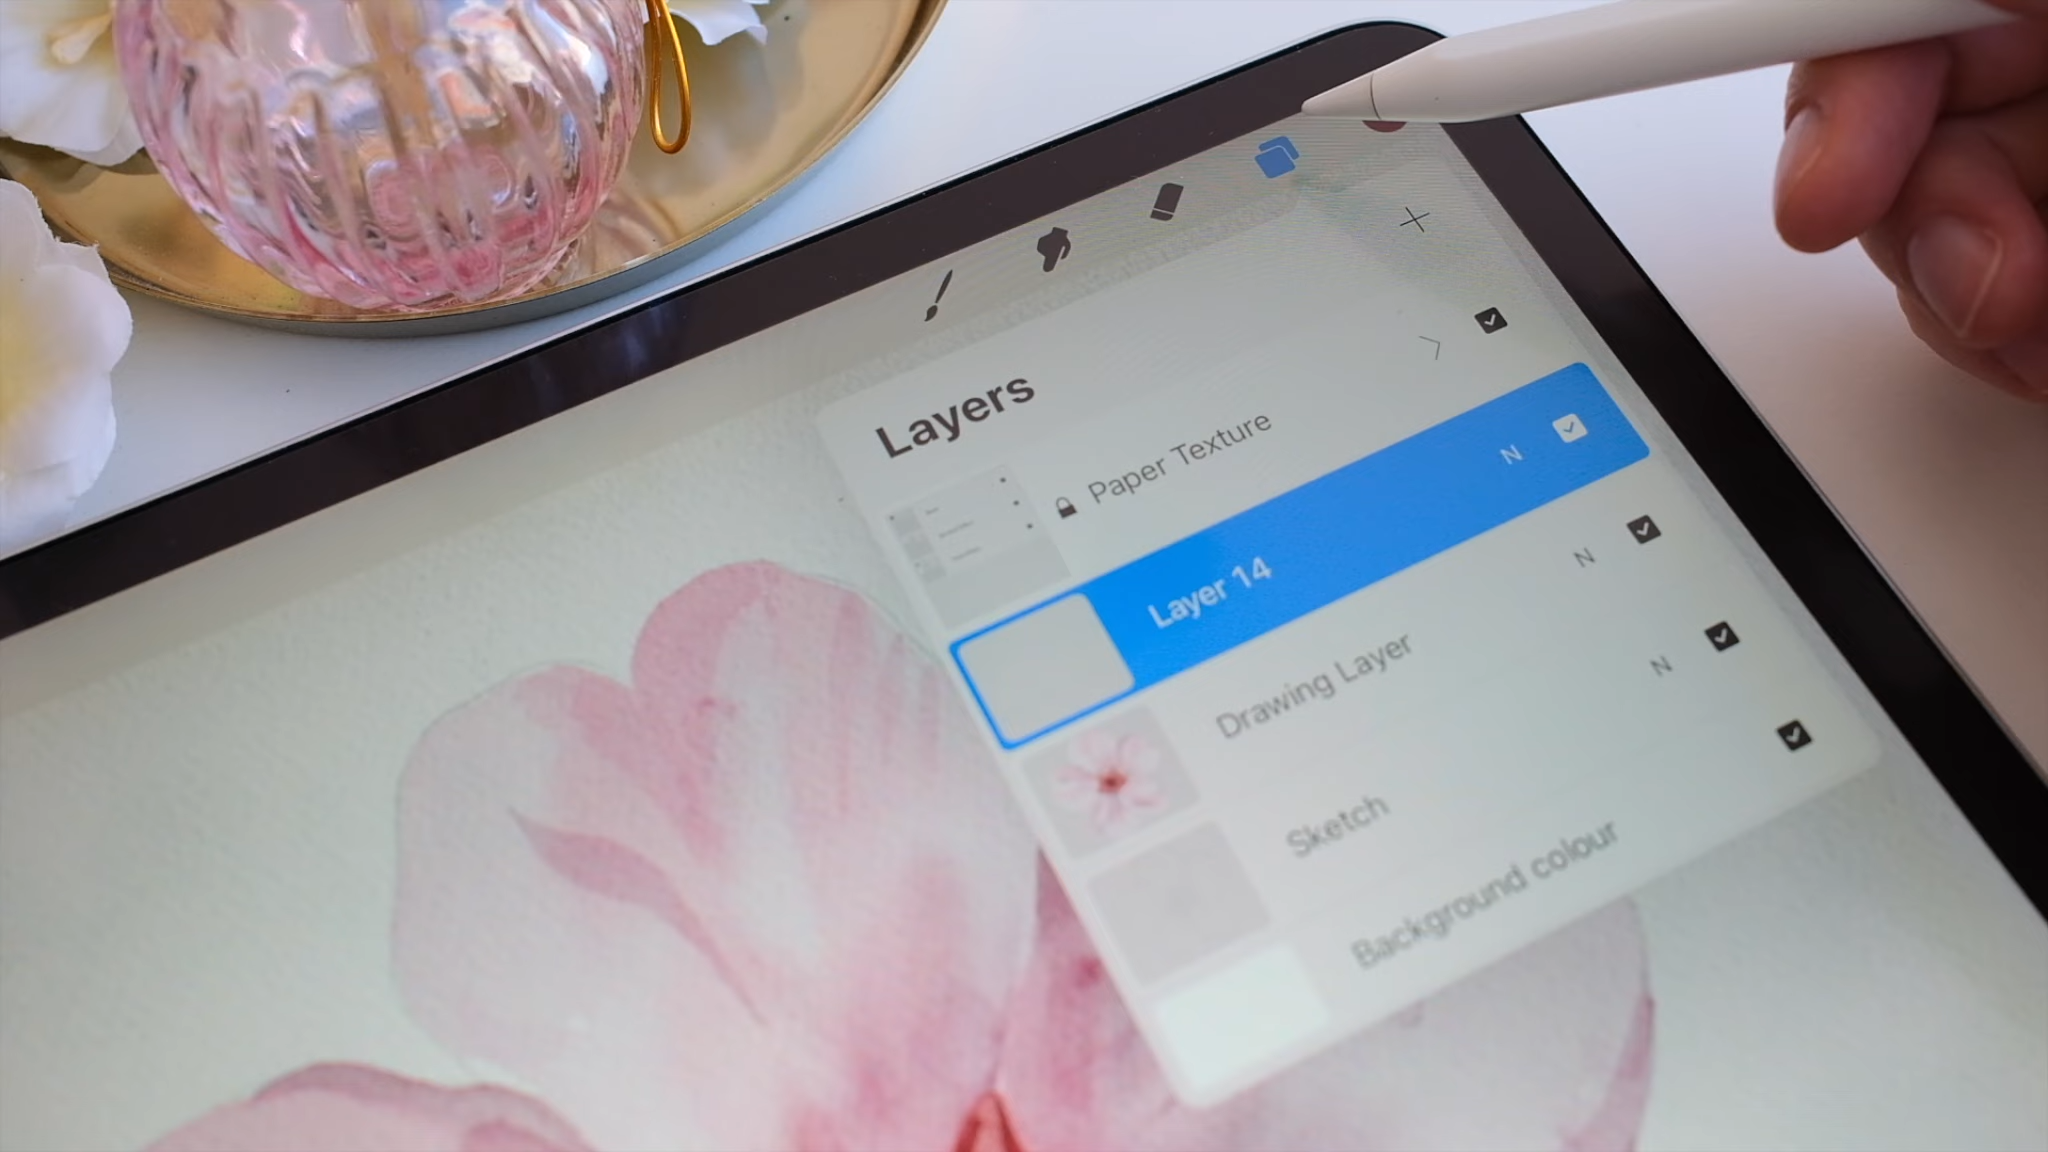 Layers
Paper Texture
Layer 14 N
Drawing Layer N
Sketch N
Background colour